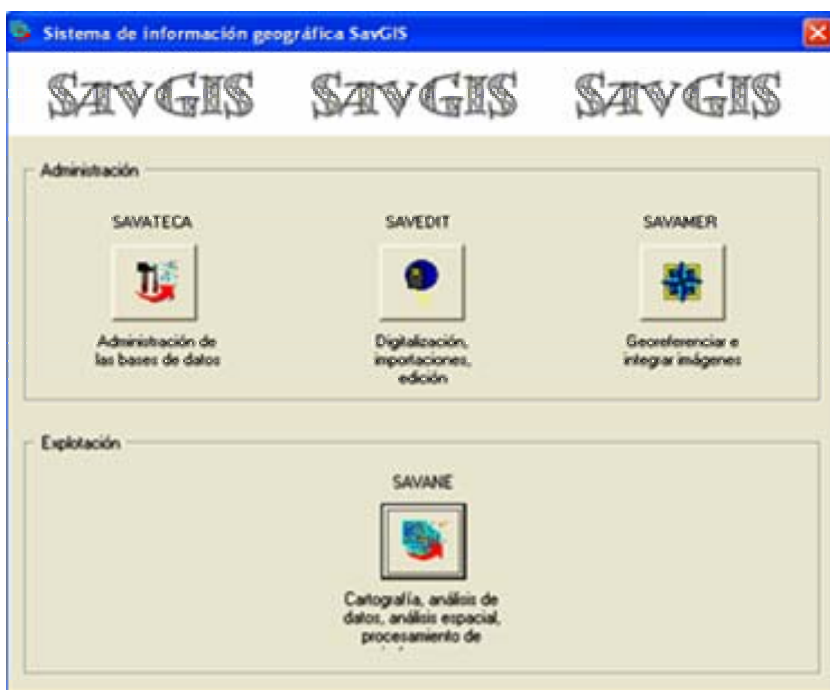 Sistema de información geográfica SavGIS
SAVGIS SAVGIS SAVGIS
Administración
SAVATECA
SAVEDIT
SAVAMER
Administración de
las bases de datos
Digitalización,
importaciones,
edición
Georeferenciar e
integrar imágenes
Explotación
SAVANE
Cartografía, análisis de
datos, análisis espacial,
procesamiento de